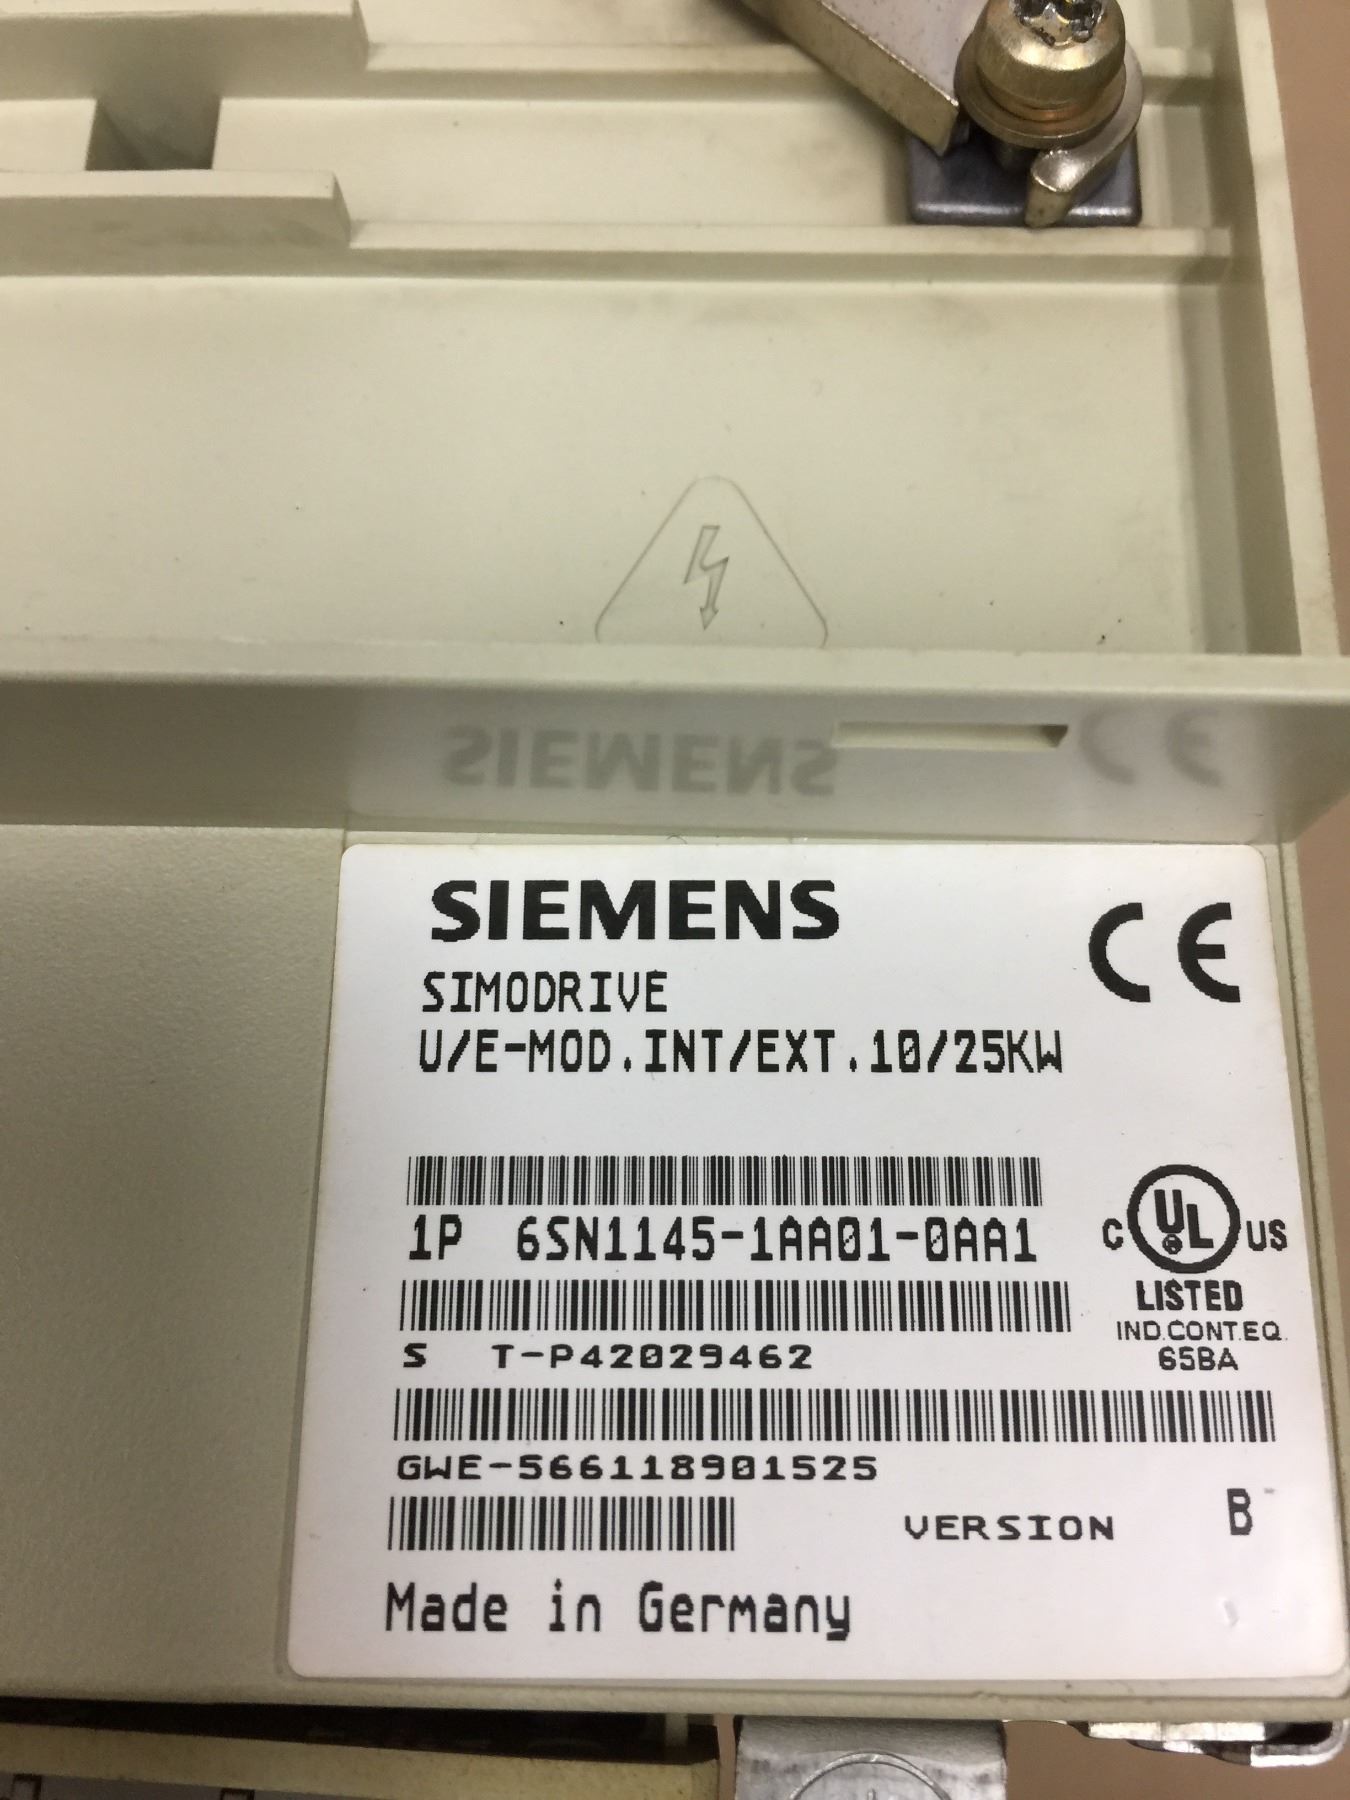 SIEMENS
CE
SIEMENS
CE
SIMODRIVE
U/E-MOD.INT/EXT.10/25KW
1P 6SN1145-1AA01-0AA1
C UL US
LISTED
IND.CONT.EQ.
65BA
S T-P42029462
GWE-566118901525
VERSION B
Made in Germany